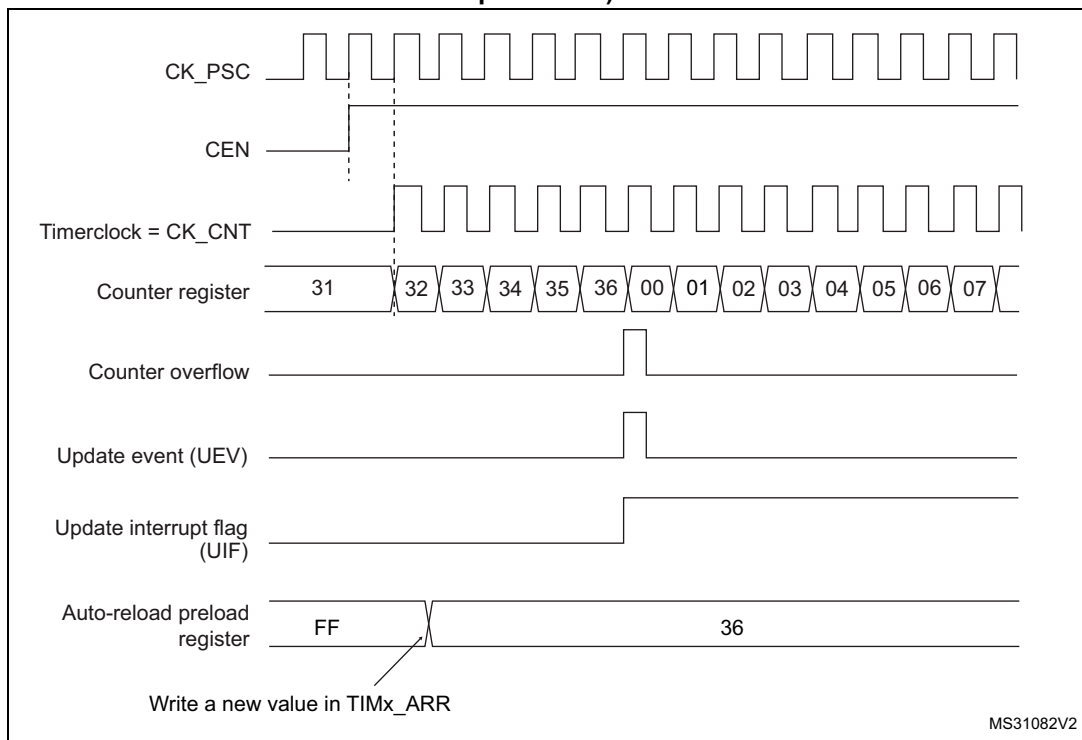 CK_PSC
CEN
Timerclock = CK_CNT
Counter register 31 32 33 34 35 36 00 01 02 03 04 05 06 07
Counter overflow
Update event (UEV)
Update interrupt flag
(UIF)
Auto-reload preload
register FF 36
Write a new value in TIMx_ARR
MS31082V2